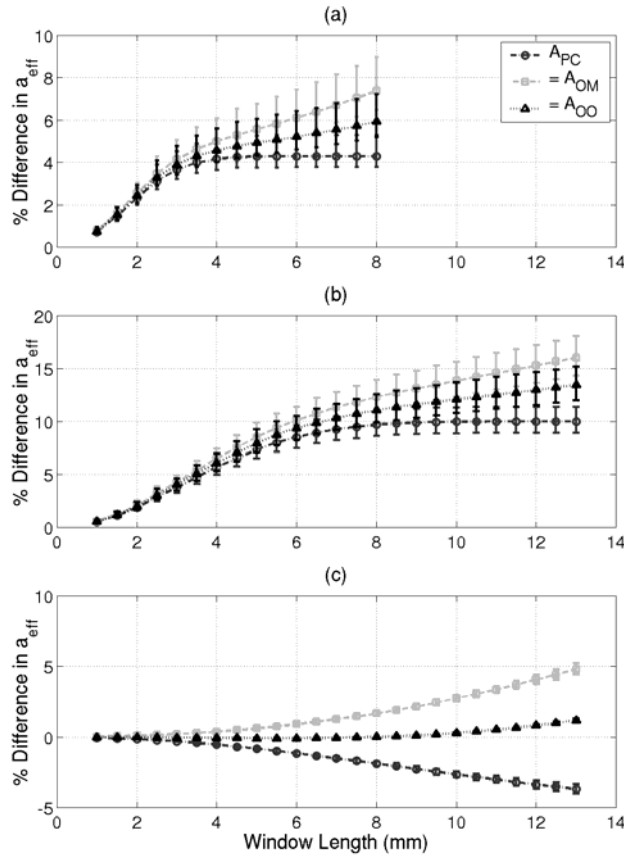 (a)
10
8
6
4
2
0
% Difference in a_eff
0 2 4 6 8 10 12 14
A_PC
= A_OM
= A_OO
(b)
20
15
10
5
0
% Difference in a_eff
0 2 4 6 8 10 12 14
(c)
10
5
0
-5
% Difference in a_eff
0 2 4 6 8 10 12 14
Window Length (mm)